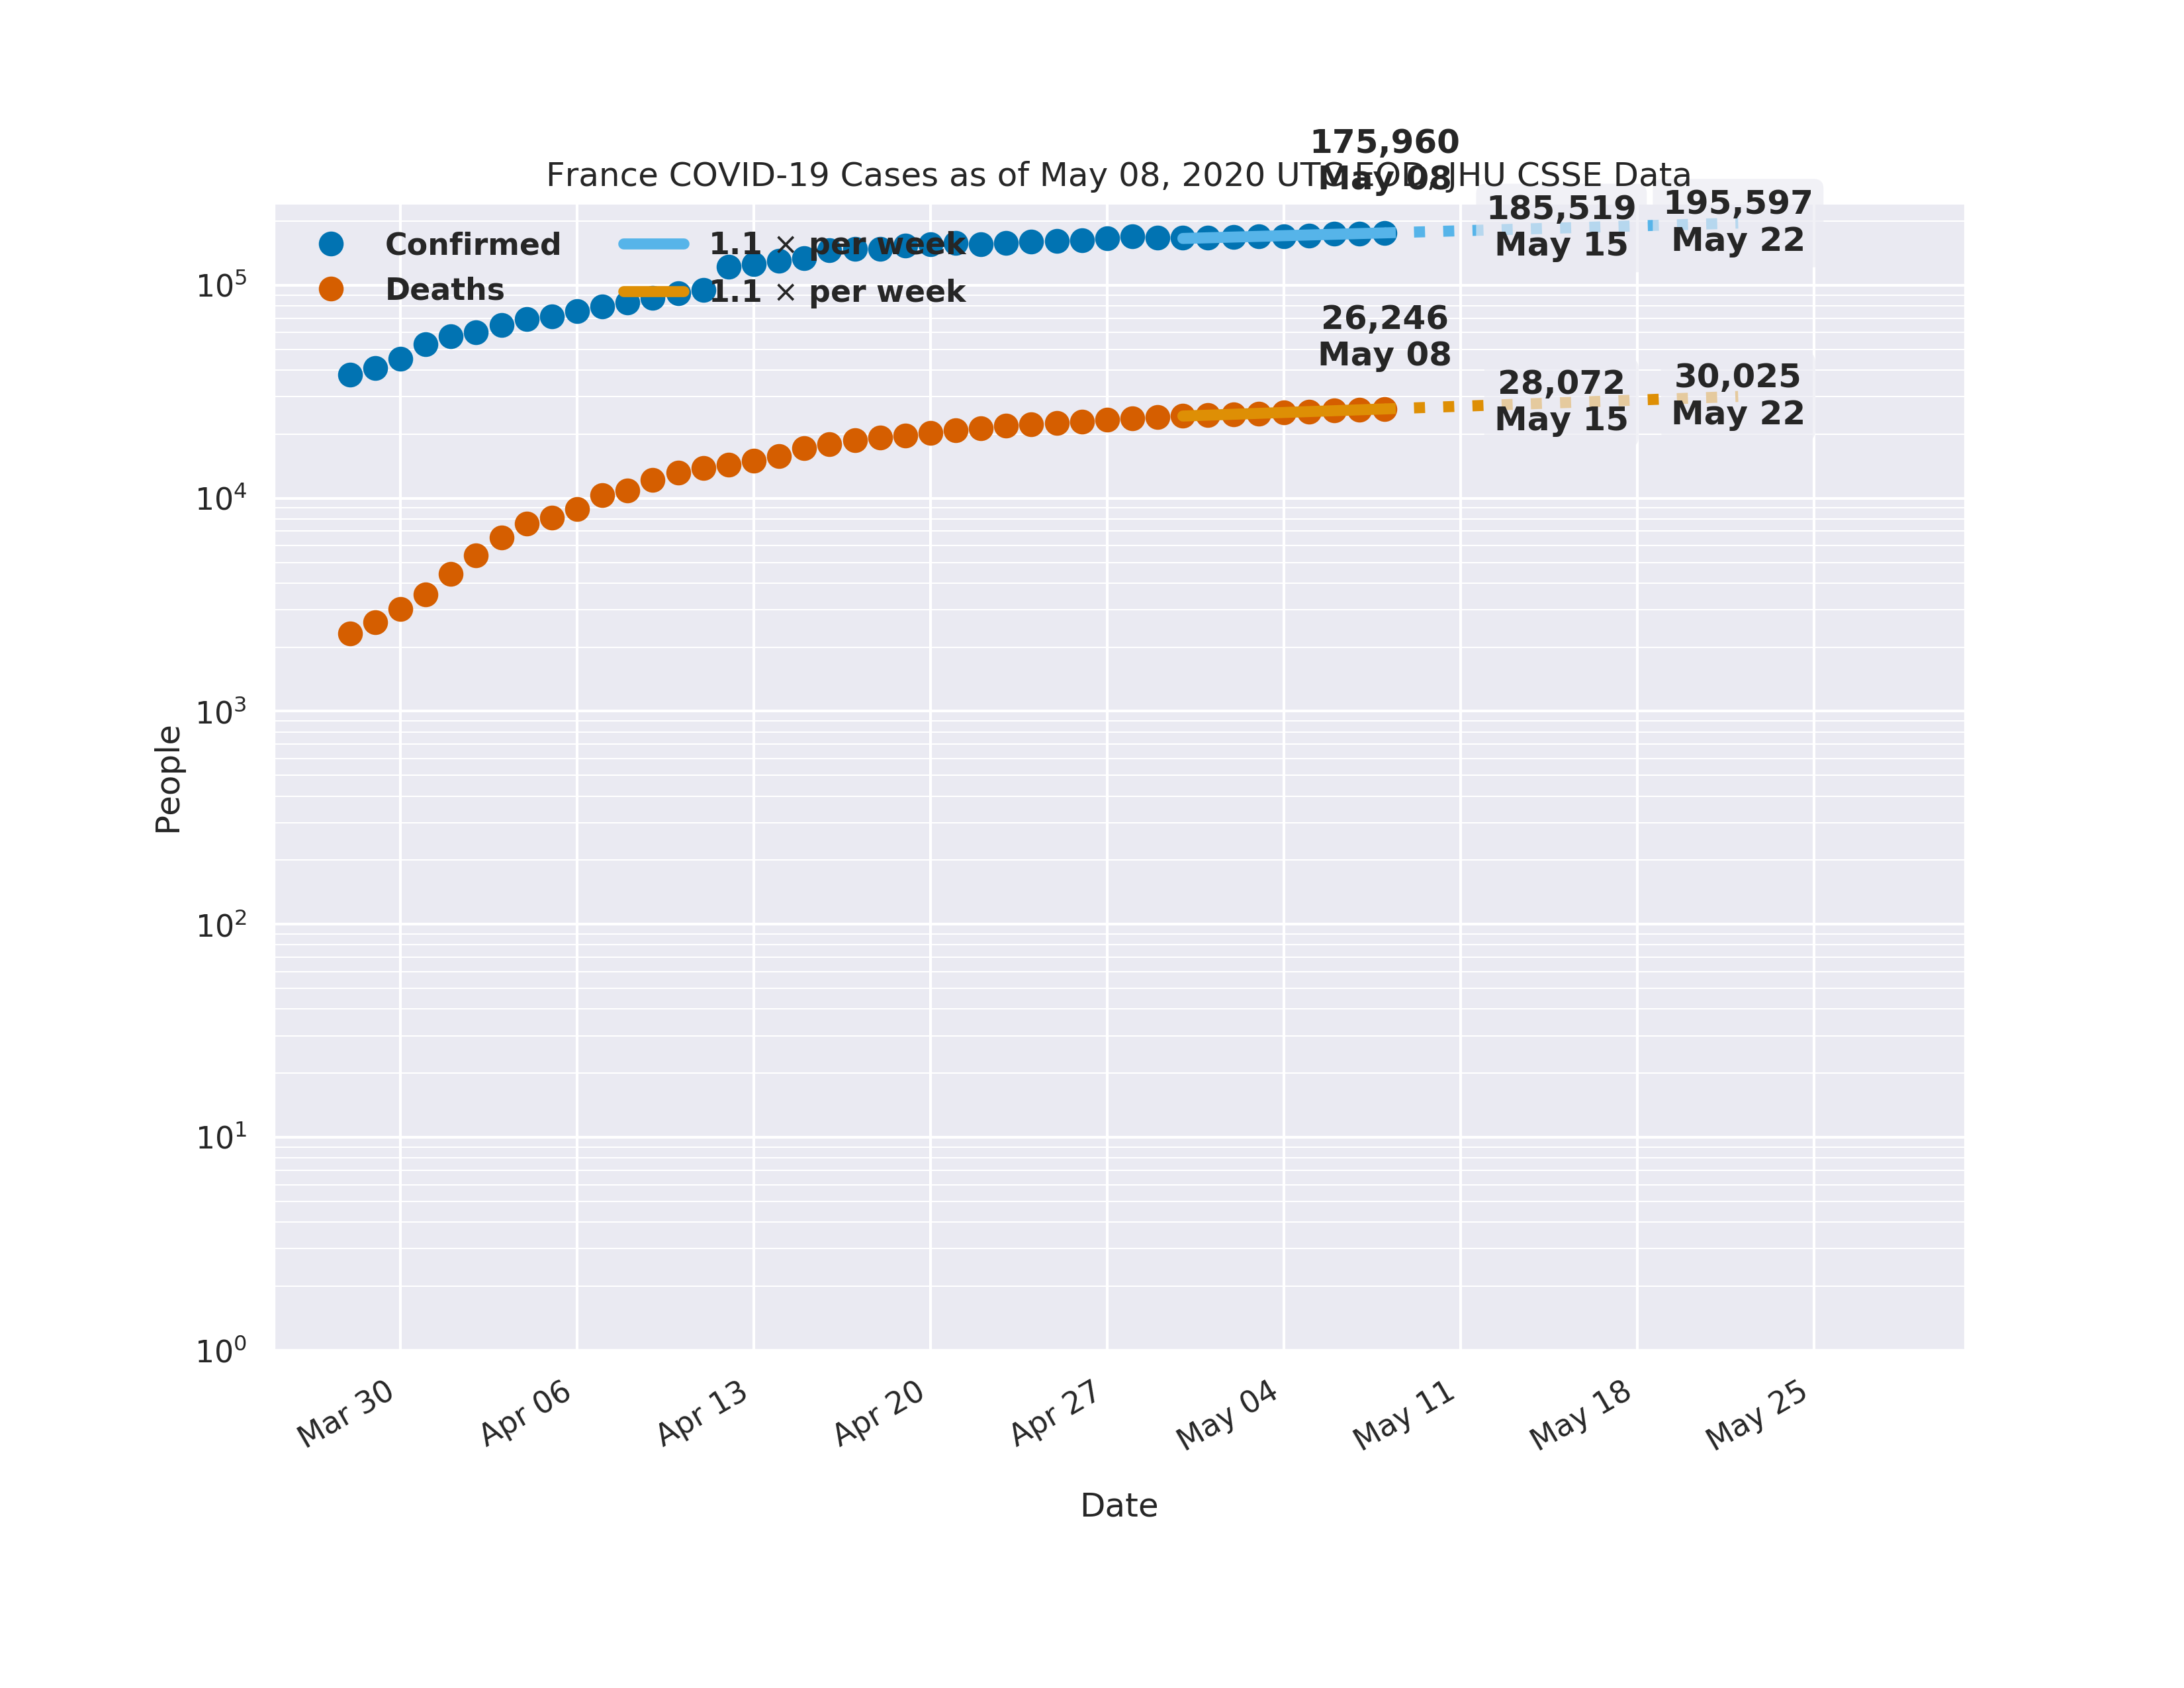 175,960
May 08
France COVID-19 Cases as of May 08, 2020 UTC EOD, JHU CSSE Data
185,519
May 15
195,597
May 22
Confirmed
Deaths
1.1 × per week
1.1 × per week
26,246
May 08
28,072
May 15
30,025
May 22
10⁵
10⁴
10³
10²
10¹
10⁰
People
Mar 30
Apr 06
Apr 13
Apr 20
Apr 27
May 04
May 11
May 18
May 25
Date